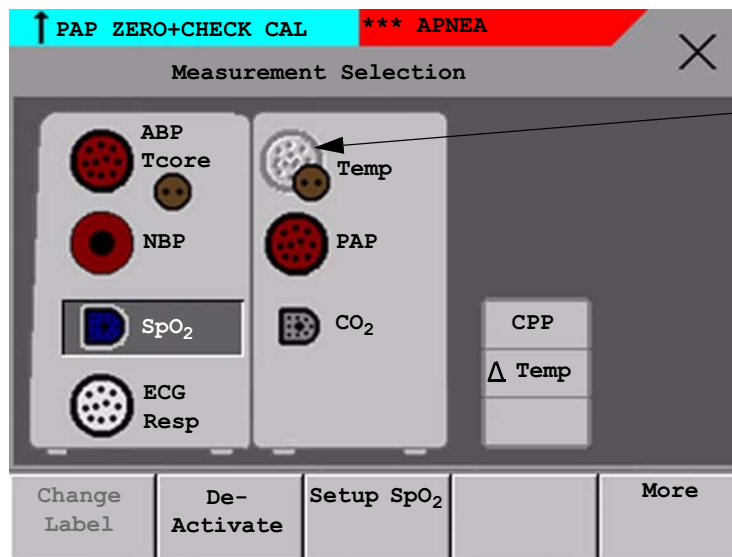 PAP ZERO+CHECK CAL
*** APNEA
Measurement Selection
ABP
Tcore
NBP
SpO₂
ECG
Resp
Temp
PAP
CO₂
CPP
Δ Temp
Change
Label
De-
Activate
Setup SpO₂
More